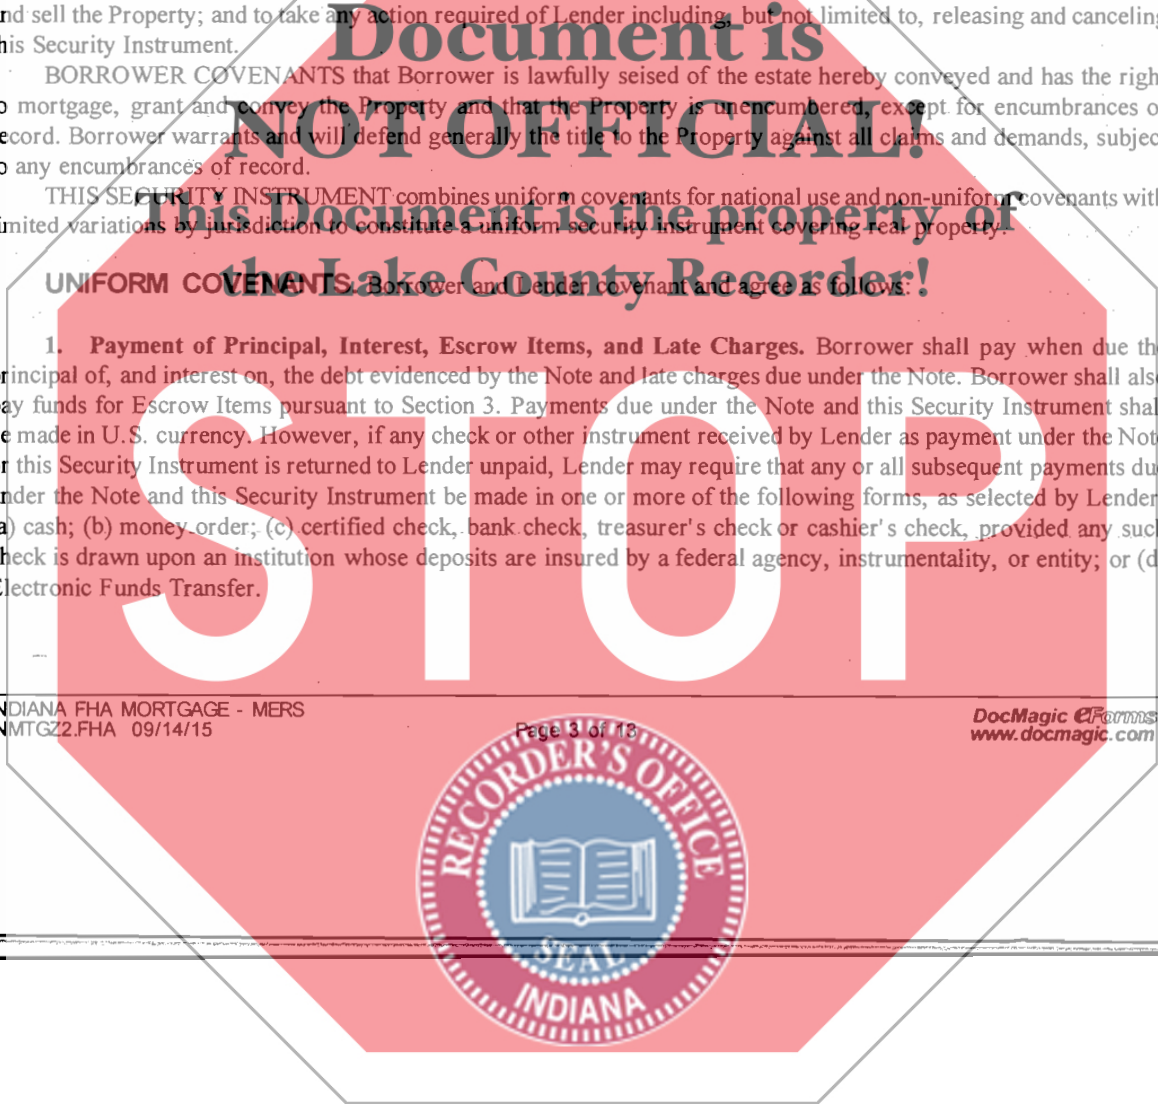 nd sell the Property; and to take any action required of Lender including, but not limited to, releasing and canceling
his Security Instrument.
Document is
BORROWER COVENANTS that Borrower is lawfully seised of the estate hereby conveyed and has the righ
o mortgage, grant and convey the Property and that the Property is unencumbered, except for encumbrances o
NOT OFFICIAL!
ecord. Borrower warrants and will defend generally the title to the Property against all claims and demands, subjec
o any encumbrances of record.
THIS SECURITY INSTRUMENT combines uniform covenants for national use and non-uniform covenants with
This Document is the property of
imited variations by jurisdiction to constitute a uniform security instrument covering real property.
the Lake County Recorder!
UNIFORM COVENANTS. Borrower and Lender covenant and agree as follows:
1. Payment of Principal, Interest, Escrow Items, and Late Charges. Borrower shall pay when due th
rincipal of, and interest on, the debt evidenced by the Note and late charges due under the Note. Borrower shall als
ay funds for Escrow Items pursuant to Section 3. Payments due under the Note and this Security Instrument shal
e made in U.S. currency. However, if any check or other instrument received by Lender as payment under the Not
r this Security Instrument is returned to Lender unpaid, Lender may require that any or all subsequent payments du
nder the Note and this Security Instrument be made in one or more of the following forms, as selected by Lender
a) cash; (b) money order; (c) certified check, bank check, treasurer's check or cashier's check, provided any such
heck is drawn upon an institution whose deposits are insured by a federal agency, instrumentality, or entity; or (d
Electronic Funds Transfer.
STOP
NDIANA FHA MORTGAGE - MERS
NMTGZ2.FHA 09/14/15
Page 3 of 13
DocMagic eForms
www.docmagic.com
RECORDER'S OFFICE
SEAL
INDIANA